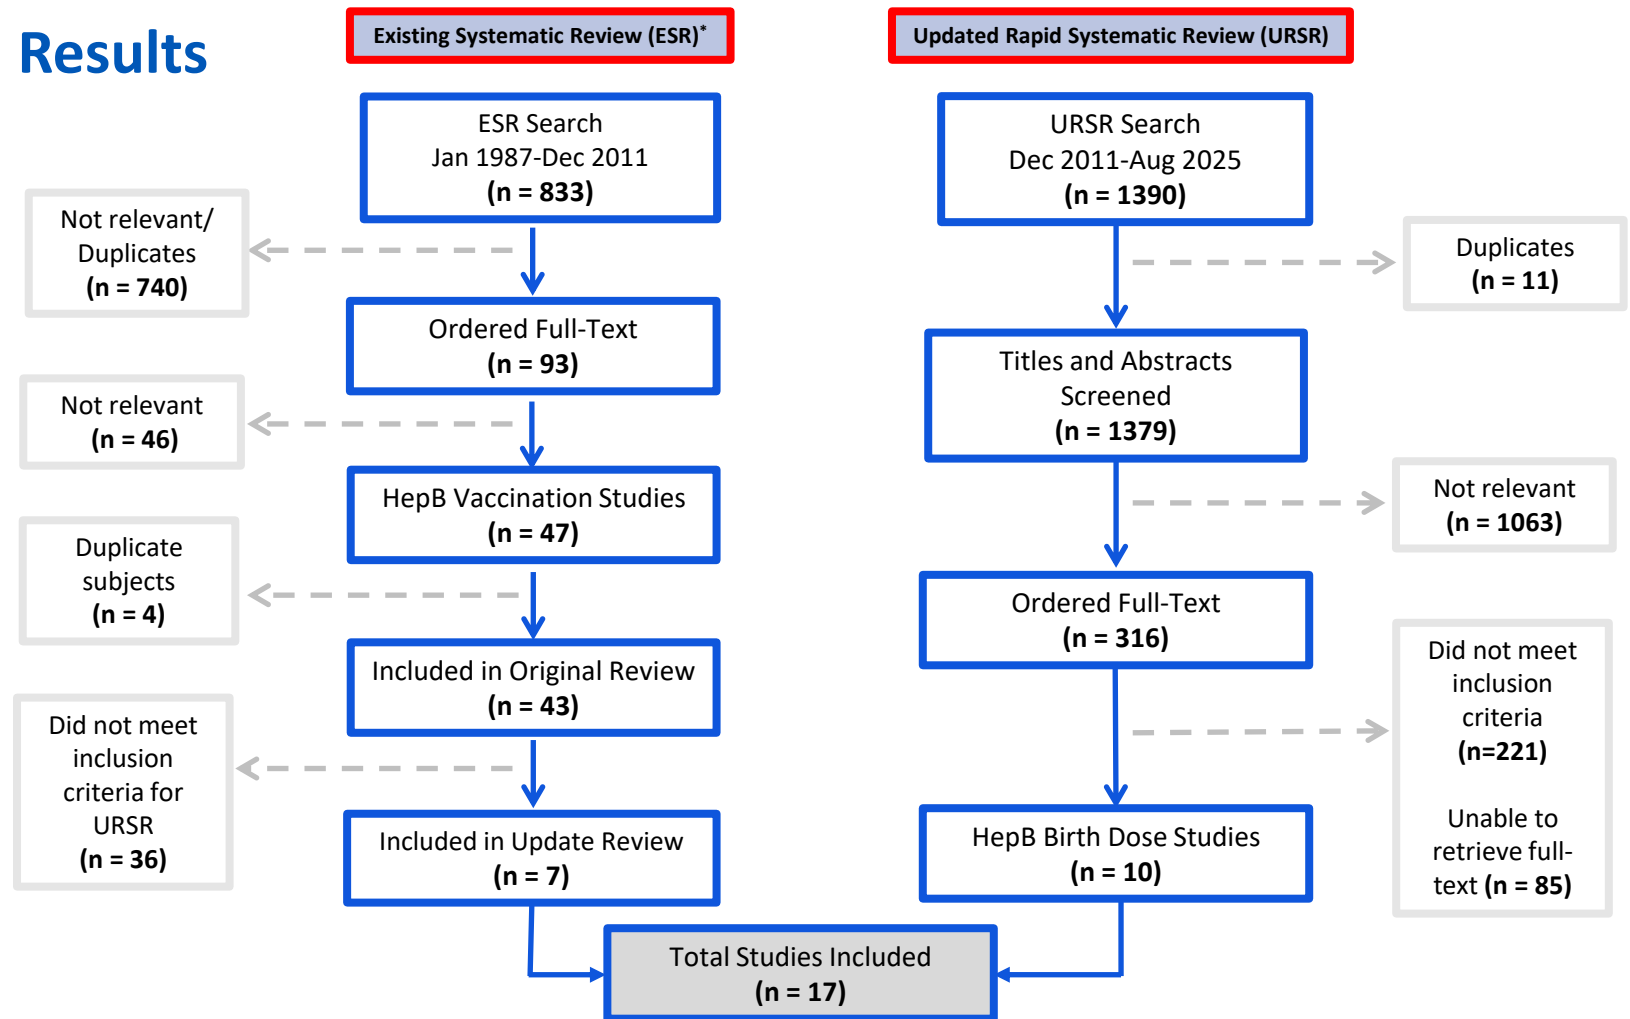 Results
Existing Systematic Review (ESR)*
ESR Search
Jan 1987-Dec 2011
(n = 833)
Not relevant/
Duplicates
(n = 740)
Ordered Full-Text
(n = 93)
Not relevant
(n = 46)
HepB Vaccination Studies
(n = 47)
Duplicate
subjects
(n = 4)
Included in Original Review
(n = 43)
Did not meet
inclusion
criteria for
URSR
(n = 36)
Included in Update Review
(n = 7)
Updated Rapid Systematic Review (URSR)
URSR Search
Dec 2011-Aug 2025
(n = 1390)
Duplicates
(n = 11)
Titles and Abstracts
Screened
(n = 1379)
Not relevant
(n = 1063)
Ordered Full-Text
(n = 316)
Did not meet
inclusion
criteria
(n=221)
Unable to
retrieve full-
text (n = 85)
HepB Birth Dose Studies
(n = 10)
Total Studies Included
(n = 17)